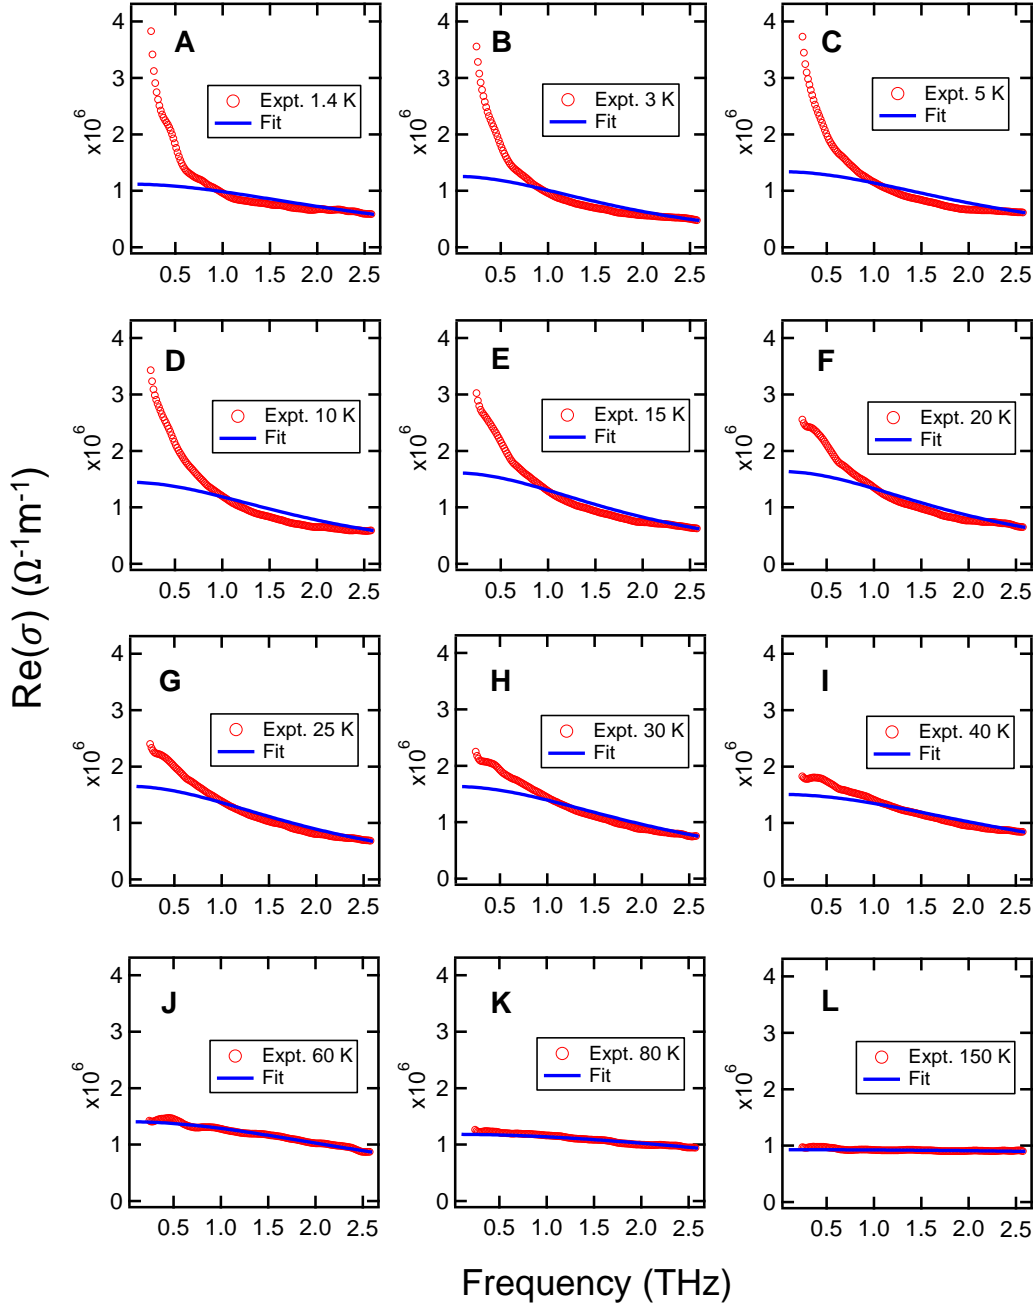 Re(σ) (Ω⁻¹m⁻¹)
A
Expt. 1.4 K
Fit
x10⁶
4
3
2
1
0
0.5 1.0 1.5 2.0 2.5
B
Expt. 3 K
Fit
x10⁶
4
3
2
1
0
0.5 1.0 1.5 2.0 2.5
C
Expt. 5 K
Fit
x10⁶
4
3
2
1
0
0.5 1.0 1.5 2.0 2.5
D
Expt. 10 K
Fit
x10⁶
4
3
2
1
0
0.5 1.0 1.5 2.0 2.5
E
Expt. 15 K
Fit
x10⁶
4
3
2
1
0
0.5 1.0 1.5 2.0 2.5
F
Expt. 20 K
Fit
x10⁶
4
3
2
1
0
0.5 1.0 1.5 2.0 2.5
G
Expt. 25 K
Fit
x10⁶
4
3
2
1
0
0.5 1.0 1.5 2.0 2.5
H
Expt. 30 K
Fit
x10⁶
4
3
2
1
0
0.5 1.0 1.5 2.0 2.5
I
Expt. 40 K
Fit
x10⁶
4
3
2
1
0
0.5 1.0 1.5 2.0 2.5
J
Expt. 60 K
Fit
x10⁶
4
3
2
1
0
0.5 1.0 1.5 2.0 2.5
K
Expt. 80 K
Fit
x10⁶
4
3
2
1
0
0.5 1.0 1.5 2.0 2.5
L
Expt. 150 K
Fit
x10⁶
4
3
2
1
0
0.5 1.0 1.5 2.0 2.5
Frequency (THz)